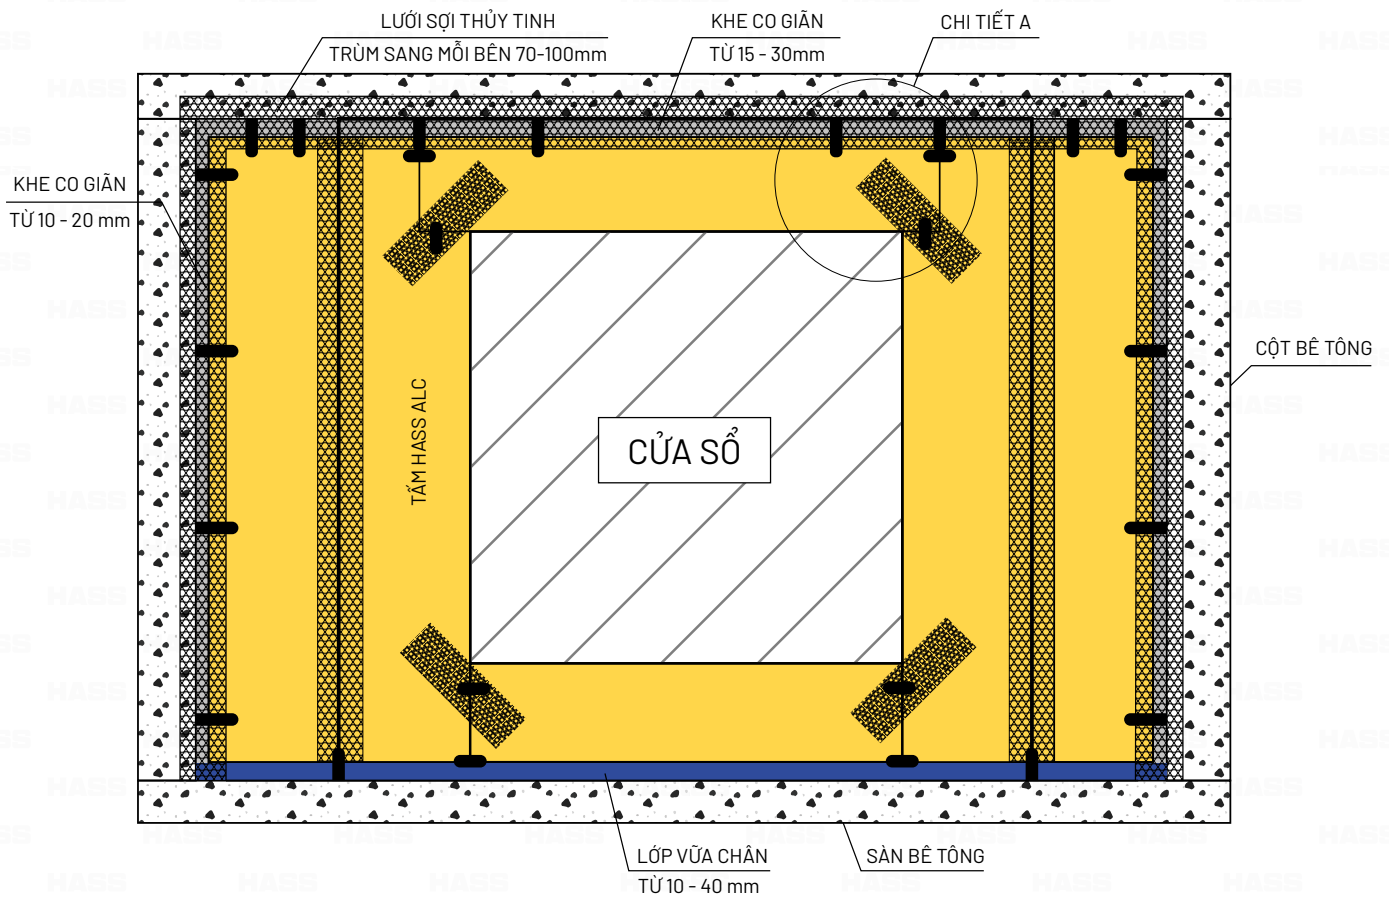 LƯỚI SỢI THỦY TINH
TRÙM SANG MỖI BÊN 70-100mm
KHE CO GIÃN
TỪ 15 - 30mm
CHI TIẾT A
KHE CO GIÃN
TỪ 10 - 20 mm
CỘT BÊ TÔNG
TẤM HASS ALC
CỬA SỔ
LỚP VỮA CHÂN
TỪ 10 - 40 mm
SÀN BÊ TÔNG
HASS